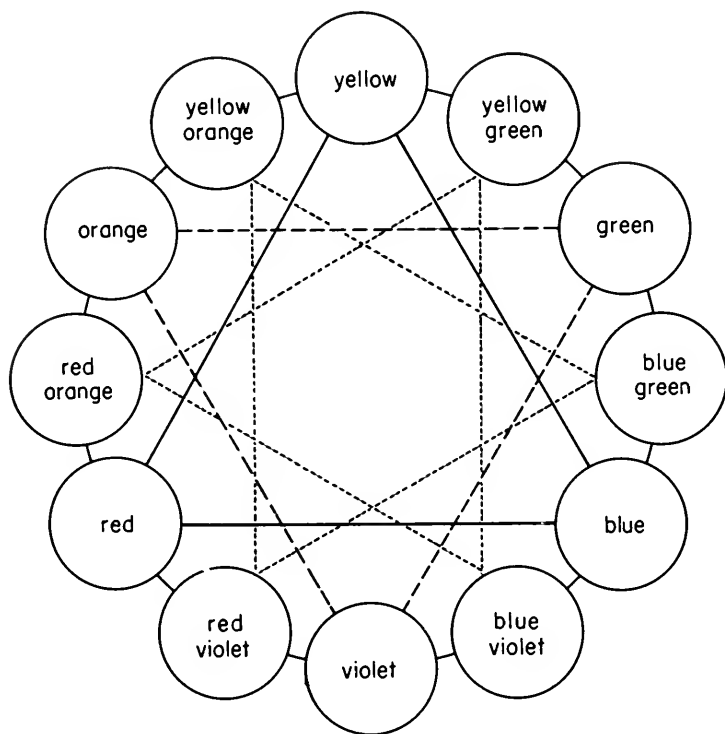 yellow
yellow
green
green
blue
green
blue
blue
violet
violet
red
violet
red
red
orange
orange
yellow
orange